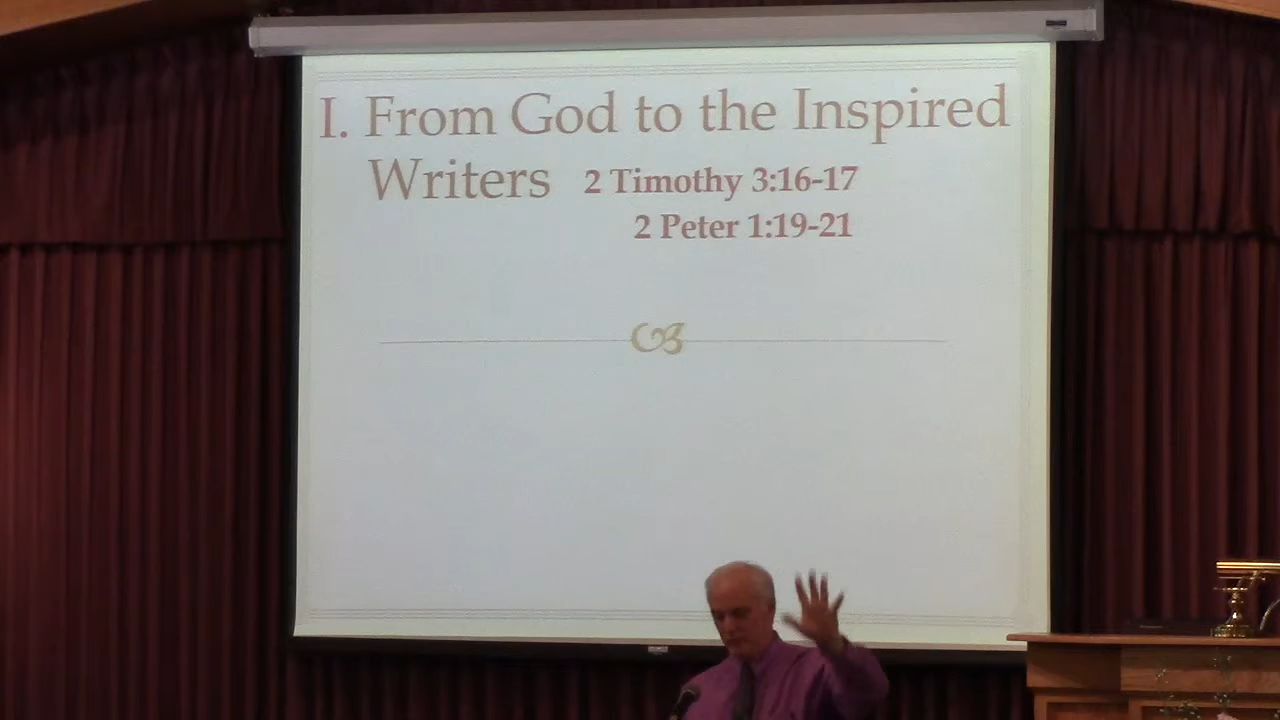 I. From God to the Inspired
Writers 2 Timothy 3:16-17
2 Peter 1:19-21